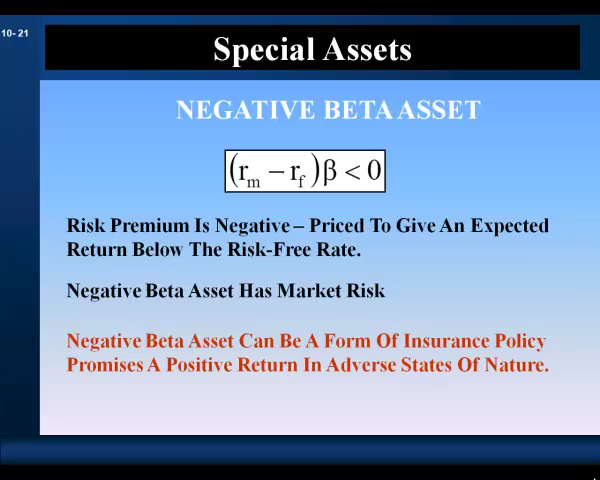 10- 21
Special Assets
NEGATIVE BETA ASSET
(rₘ − r_f)β < 0
Risk Premium Is Negative – Priced To Give An Expected
Return Below The Risk-Free Rate.
Negative Beta Asset Has Market Risk
Negative Beta Asset Can Be A Form Of Insurance Policy
Promises A Positive Return In Adverse States Of Nature.